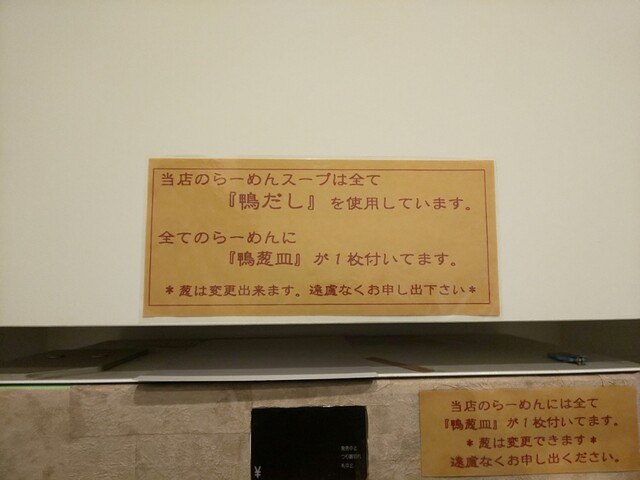 当店のらーめんスープは全て
『鴨だし』を使用しています。
全てのらーめんに
『鴨葱皿』が1枚付いてます。
*葱は変更出来ます。遠慮なくお申し出下さい*
当店のらーめんには全て
『鴨葱皿』が1枚付いてます。
*葱は変更できます*
遠慮なくお申し出ください。
¥